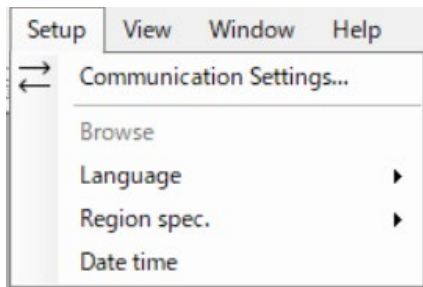 Setup View Window Help
Communication Settings...
Browse
Language
Region spec.
Date time